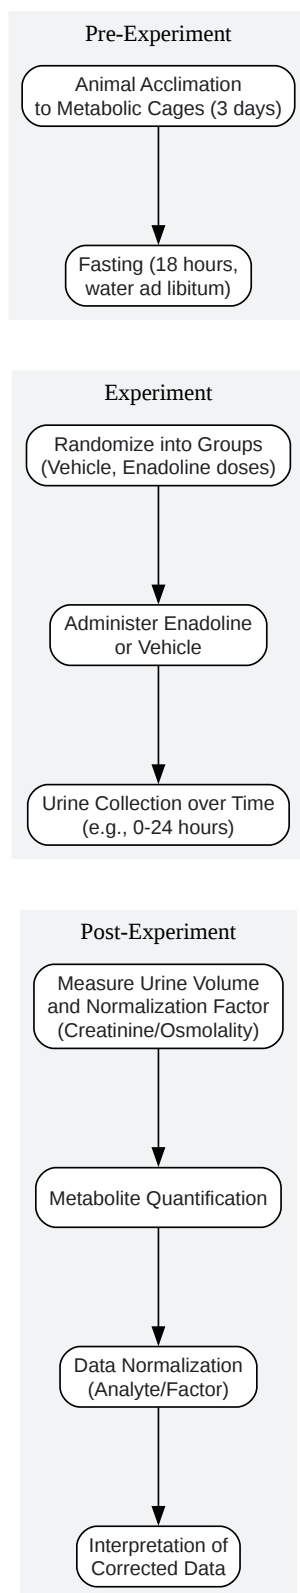 Pre-Experiment
Animal Acclimation
to Metabolic Cages (3 days)
Fasting (18 hours,
water ad libitum)
Experiment
Randomize into Groups
(Vehicle, Enadoline doses)
Administer Enadoline
or Vehicle
Urine Collection over Time
(e.g., 0-24 hours)
Post-Experiment
Measure Urine Volume
and Normalization Factor
(Creatinine/Osmolality)
Metabolite Quantification
Data Normalization
(Analyte/Factor)
Interpretation of
Corrected Data